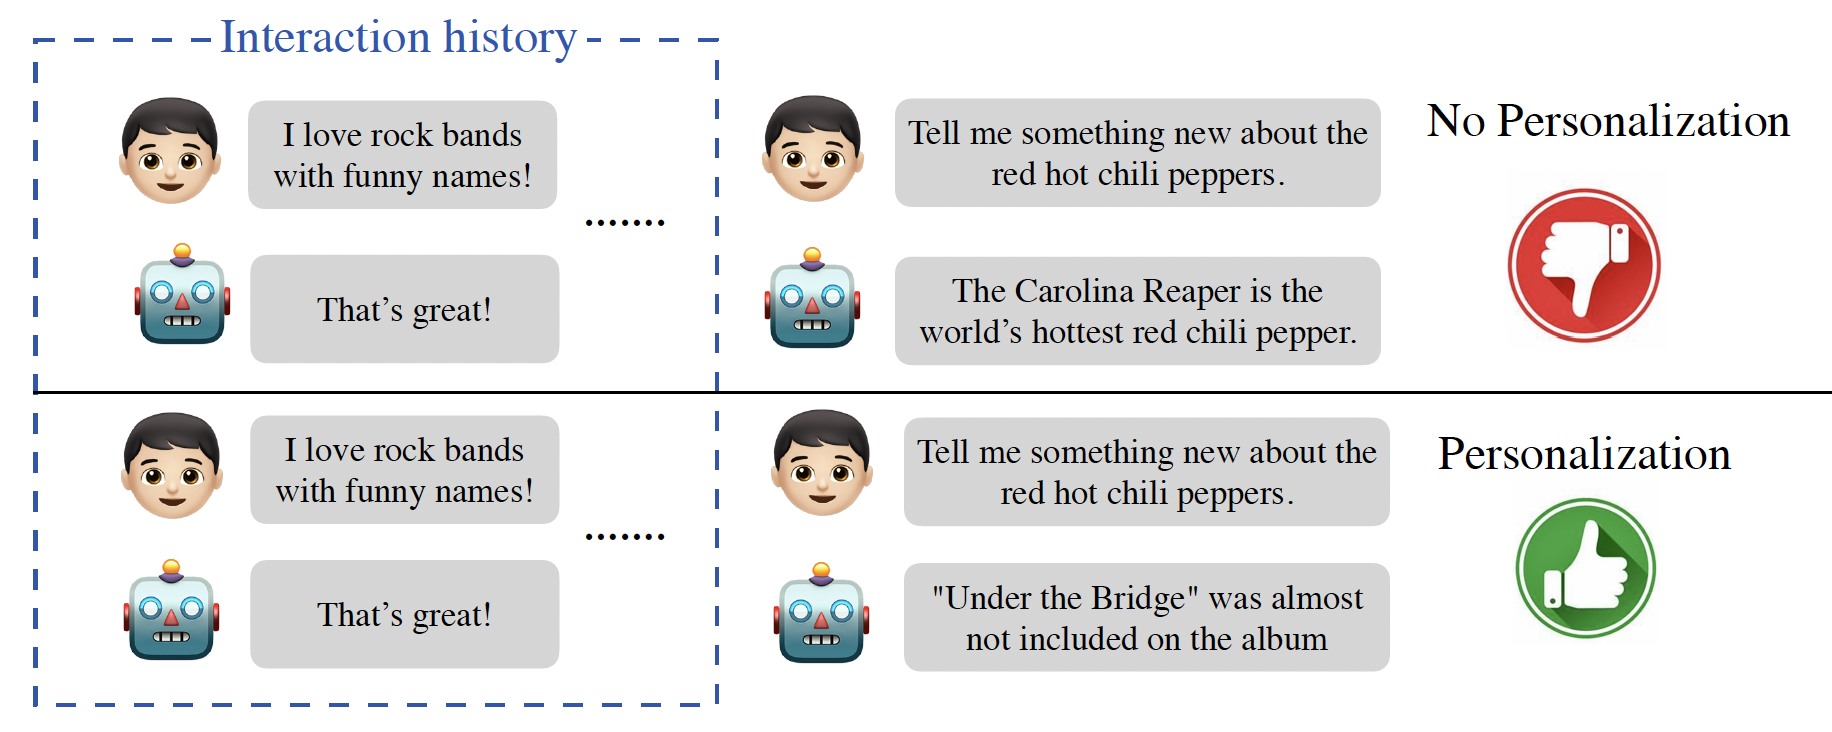 Interaction history
I love rock bands
with funny names!
.......
That's great!
Tell me something new about the
red hot chili peppers.
The Carolina Reaper is the
world's hottest red chili pepper.
No Personalization
I love rock bands
with funny names!
.......
That's great!
Tell me something new about the
red hot chili peppers.
"Under the Bridge" was almost
not included on the album
Personalization